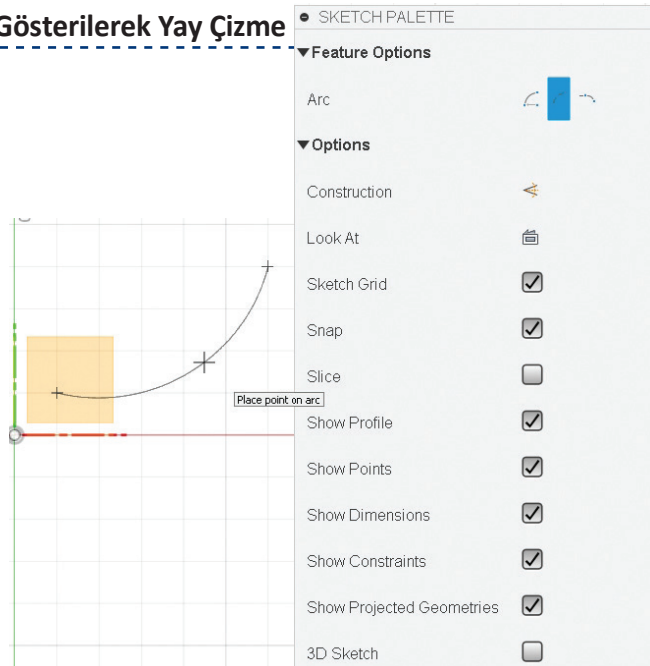 Gösterilerek Yay Çizme
SKETCH PALETTE
Feature Options
Arc
Options
Construction
Look At
Sketch Grid
Snap
Slice
Place point on arc
Show Profile
Show Points
Show Dimensions
Show Constraints
Show Projected Geometries
3D Sketch